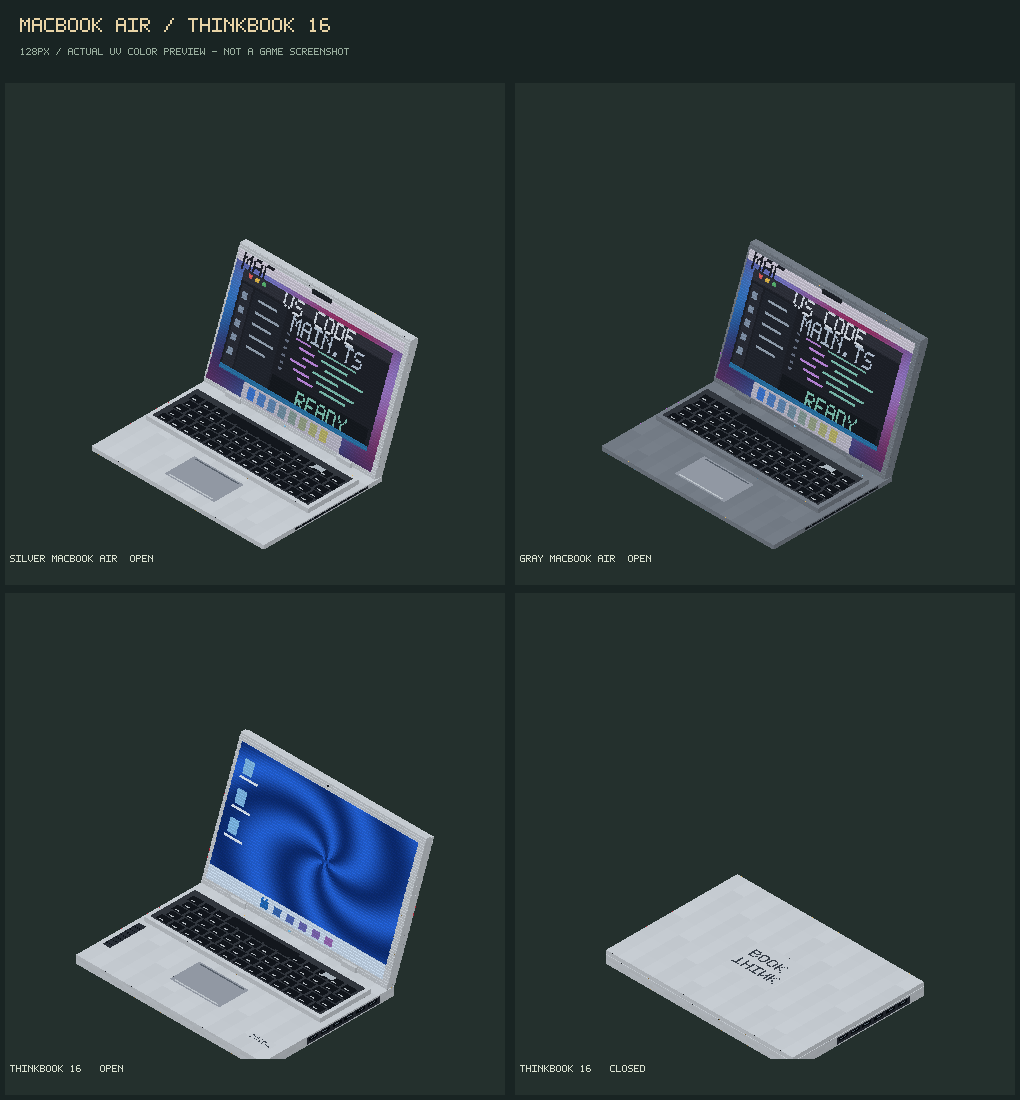 MACBOOK AIR / THINKBOOK 16
128PX / ACTUAL UV COLOR PREVIEW - NOT A GAME SCREENSHOT
MAC
VS CODE
MAIN.TS
READY
SILVER MACBOOK AIR OPEN
MAC
VS CODE
MAIN.TS
READY
GRAY MACBOOK AIR OPEN
THINKBOOK 16 OPEN
BOOK
THINK
THINKBOOK 16 CLOSED